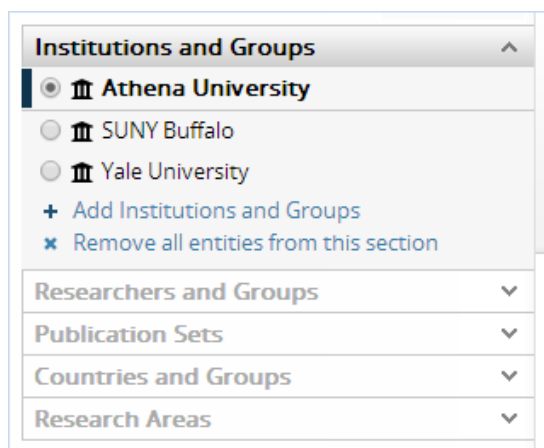 Institutions and Groups
Athena University
SUNY Buffalo
Yale University
Add Institutions and Groups
Remove all entities from this section
Researchers and Groups
Publication Sets
Countries and Groups
Research Areas